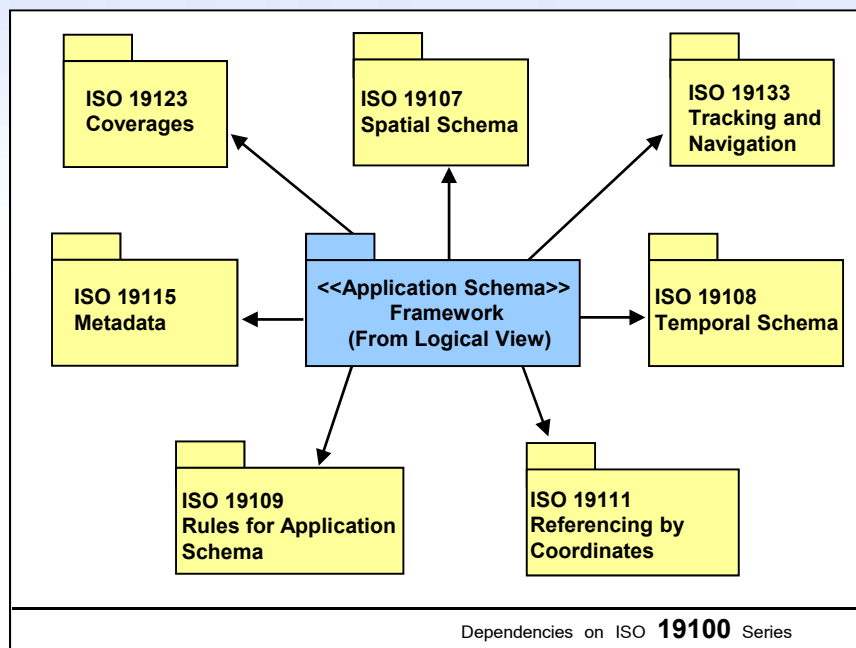 ISO 19123
Coverages
ISO 19107
Spatial Schema
ISO 19133
Tracking and
Navigation
ISO 19115
Metadata
<<Application Schema>>
Framework
(From Logical View)
ISO 19108
Temporal Schema
ISO 19109
Rules for Application
Schema
ISO 19111
Referencing by
Coordinates
Dependencies on ISO 19100 Series